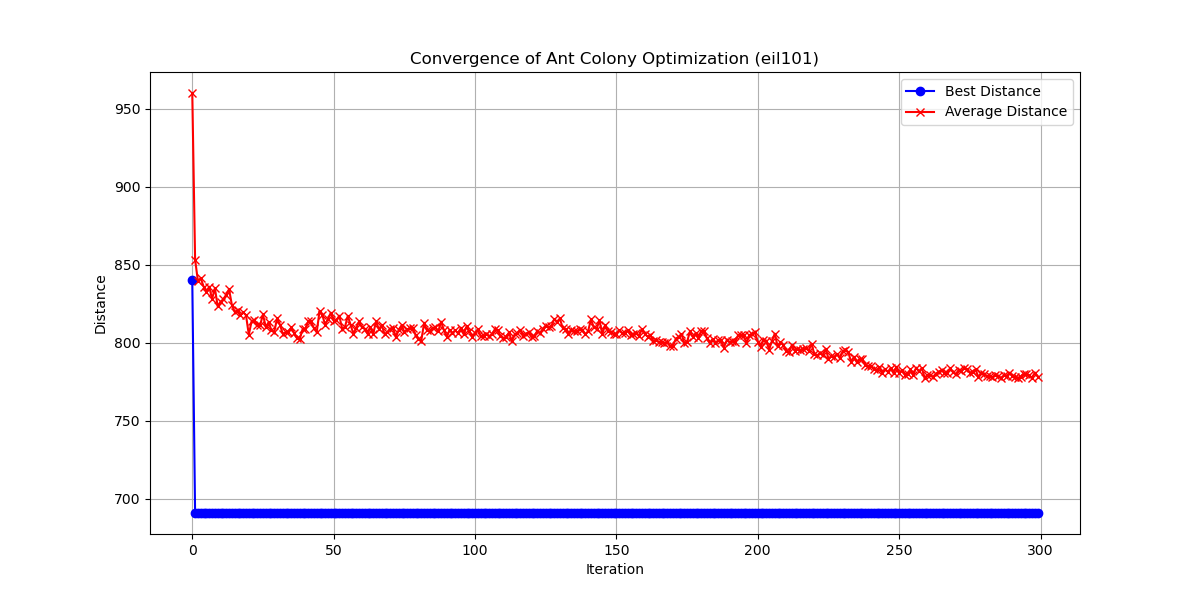 Convergence of Ant Colony Optimization (eil101)
Best Distance
Average Distance
Distance
950
900
850
800
750
700
0 50 100 150 200 250 300
Iteration